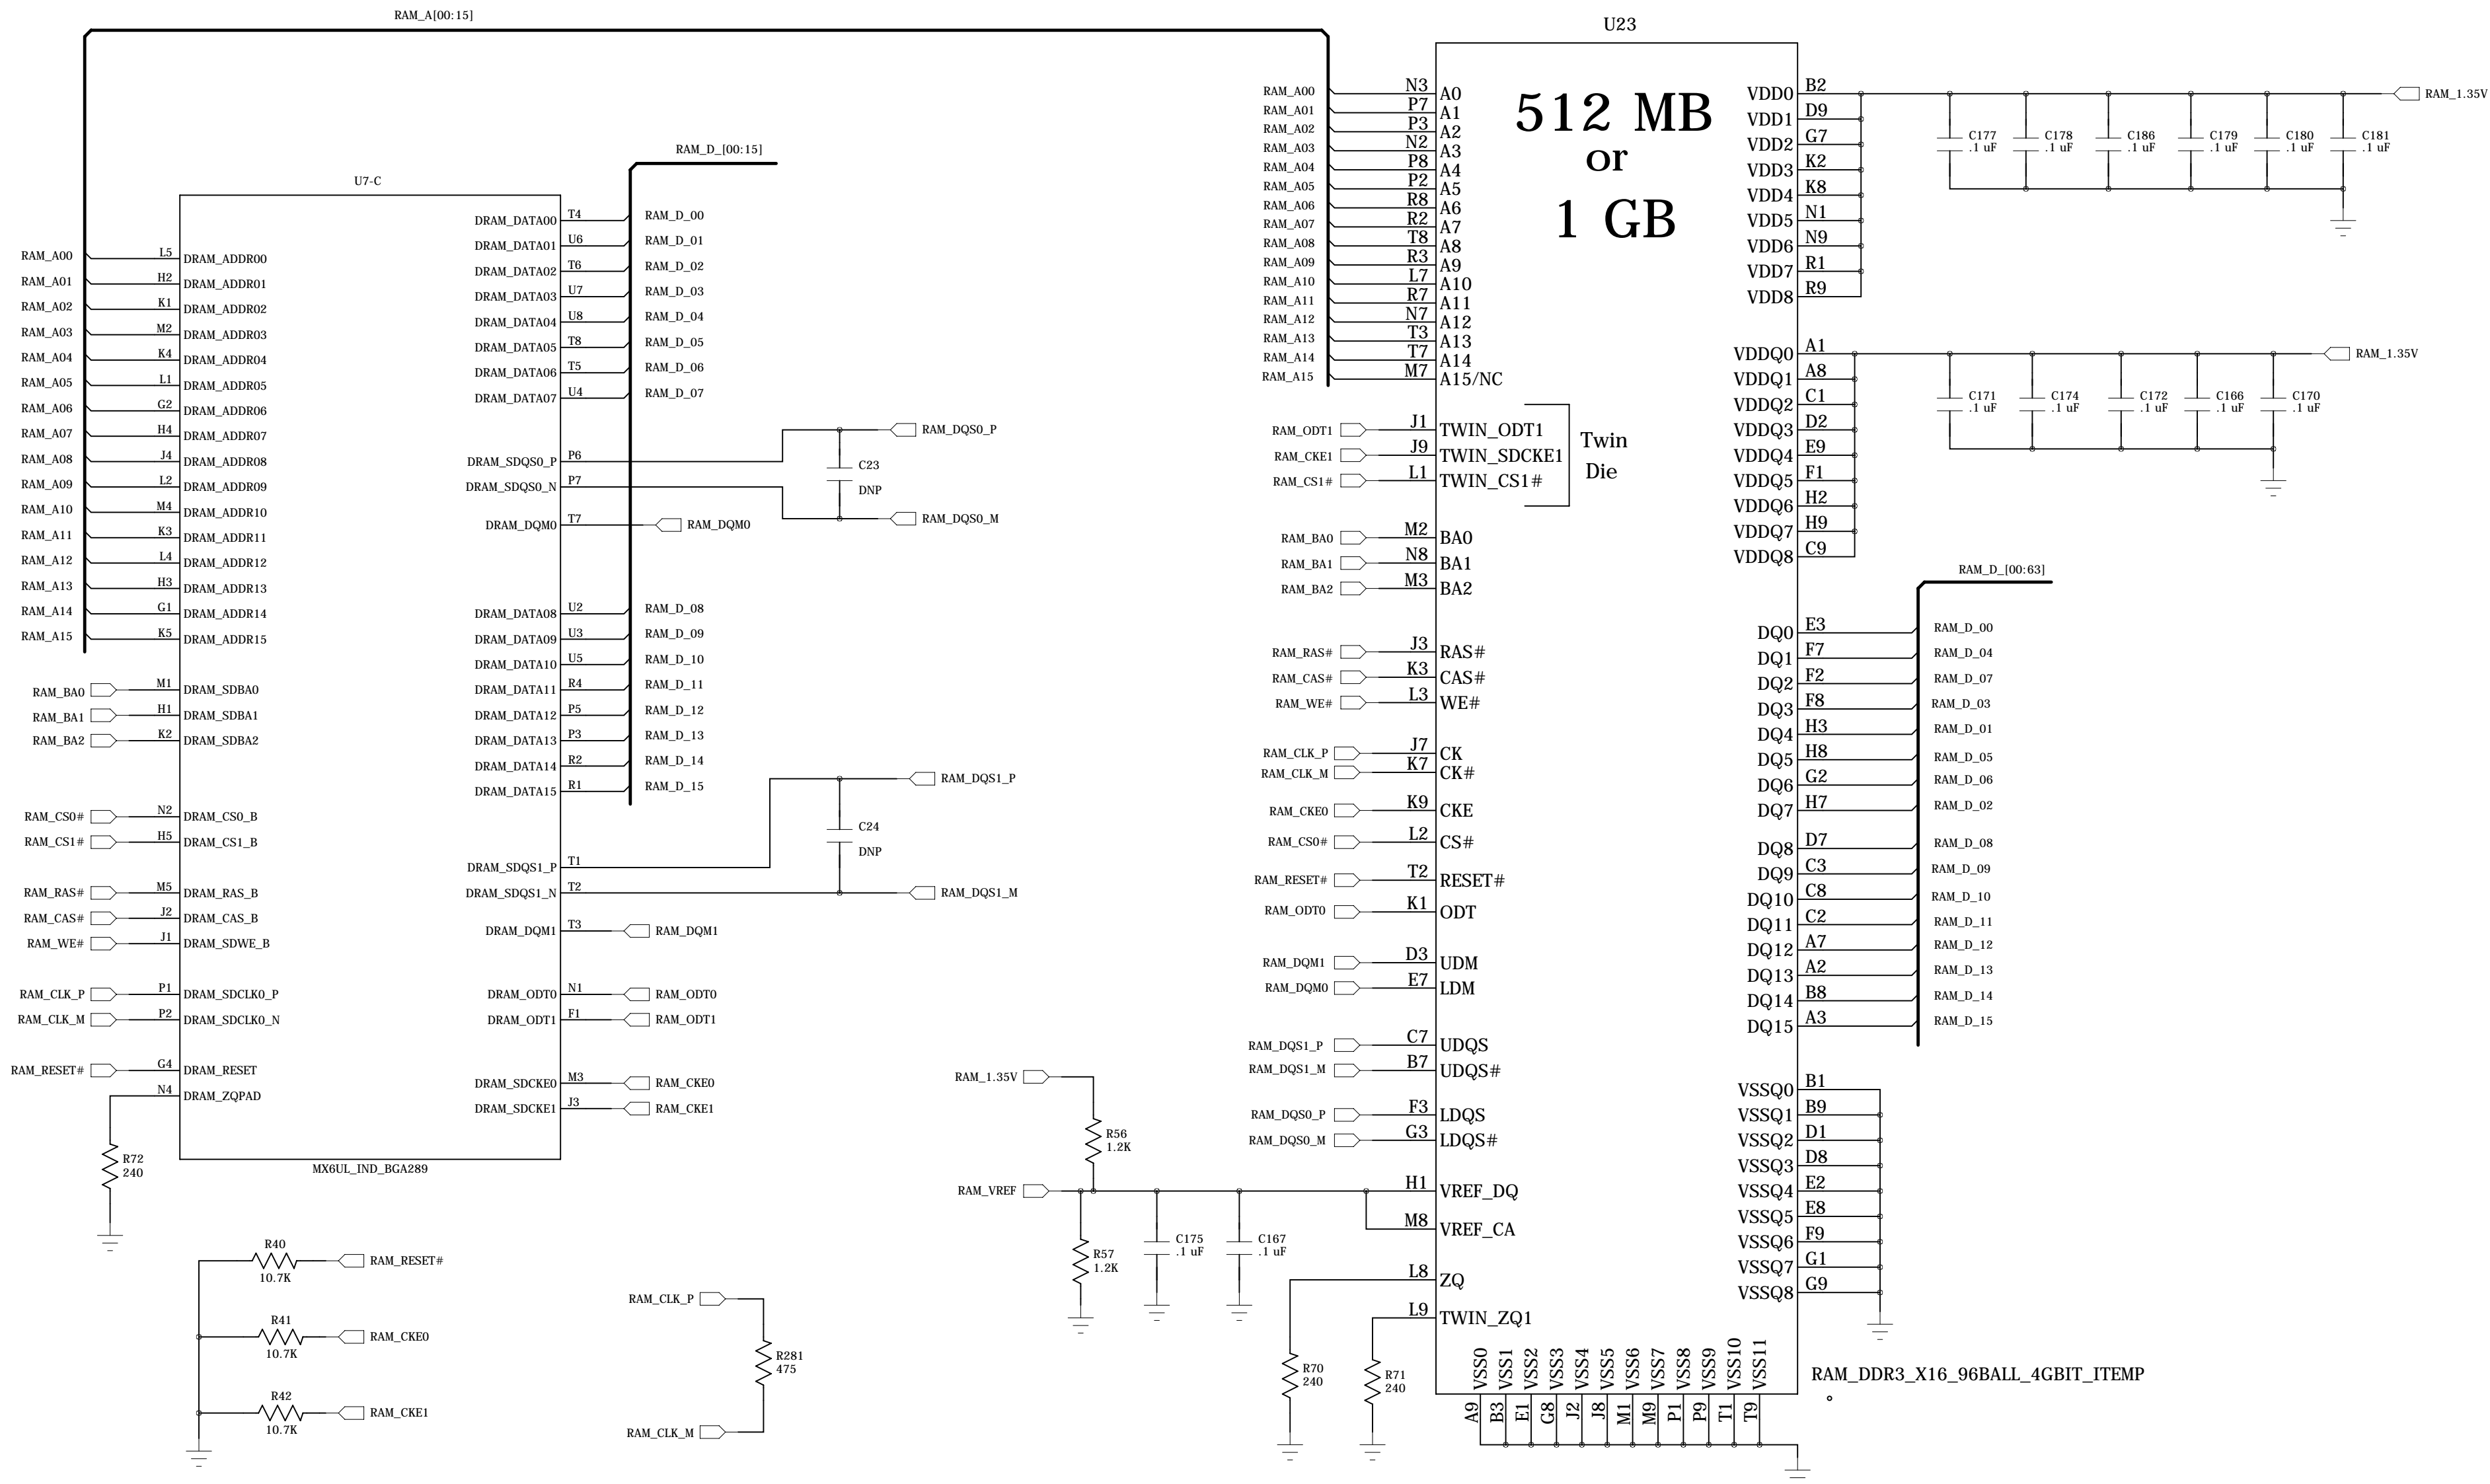 RAM_A[00:15]
U7-C
RAM_D_[00:15]
RAM_A00 L5 DRAM_ADDR00
RAM_A01 H2 DRAM_ADDR01
RAM_A02 K1 DRAM_ADDR02
RAM_A03 M2 DRAM_ADDR03
RAM_A04 K4 DRAM_ADDR04
RAM_A05 L1 DRAM_ADDR05
RAM_A06 G2 DRAM_ADDR06
RAM_A07 H4 DRAM_ADDR07
RAM_A08 J4 DRAM_ADDR08
RAM_A09 L2 DRAM_ADDR09
RAM_A10 M4 DRAM_ADDR10
RAM_A11 K3 DRAM_ADDR11
RAM_A12 L4 DRAM_ADDR12
RAM_A13 H3 DRAM_ADDR13
RAM_A14 G1 DRAM_ADDR14
RAM_A15 K5 DRAM_ADDR15
RAM_BA0 M1 DRAM_SDBA0
RAM_BA1 H1 DRAM_SDBA1
RAM_BA2 K2 DRAM_SDBA2
RAM_CS0# N2 DRAM_CS0_B
RAM_CS1# H5 DRAM_CS1_B
RAM_RAS# M5 DRAM_RAS_B
RAM_CAS# J2 DRAM_CAS_B
RAM_WE# J1 DRAM_SDWE_B
RAM_CLK_P P1 DRAM_SDCLK0_P
RAM_CLK_M P2 DRAM_SDCLK0_N
RAM_RESET# G4 DRAM_RESET
N4 DRAM_ZQPAD
R72
240
DRAM_DATA00 T4 RAM_D_00
DRAM_DATA01 U6 RAM_D_01
DRAM_DATA02 T6 RAM_D_02
DRAM_DATA03 U7 RAM_D_03
DRAM_DATA04 U8 RAM_D_04
DRAM_DATA05 T8 RAM_D_05
DRAM_DATA06 T5 RAM_D_06
DRAM_DATA07 U4 RAM_D_07
DRAM_SDQS0_P P6 RAM_DQS0_P
C23
DNP
DRAM_SDQS0_N P7 RAM_DQS0_M
DRAM_DQM0 T7 RAM_DQM0
DRAM_DATA08 U2 RAM_D_08
DRAM_DATA09 U3 RAM_D_09
DRAM_DATA10 U5 RAM_D_10
DRAM_DATA11 R4 RAM_D_11
DRAM_DATA12 P5 RAM_D_12
DRAM_DATA13 P3 RAM_D_13
DRAM_DATA14 R2 RAM_D_14
DRAM_DATA15 R1 RAM_D_15
DRAM_SDQS1_P T1 RAM_DQS1_P
C24
DNP
DRAM_SDQS1_N T2 RAM_DQS1_M
DRAM_DQM1 T3 RAM_DQM1
DRAM_ODT0 N1 RAM_ODT0
DRAM_ODT1 F1 RAM_ODT1
DRAM_SDCKE0 M3 RAM_CKE0
DRAM_SDCKE1 J3 RAM_CKE1
MX6UL_IND_BGA289
R40
10.7K
RAM_RESET#
R41
10.7K
RAM_CKE0
R42
10.7K
RAM_CKE1
RAM_CLK_P
R281
475
RAM_CLK_M
U23
512 MB
or
1 GB
RAM_A00 N3 A0
RAM_A01 P7 A1
RAM_A02 P3 A2
RAM_A03 N2 A3
RAM_A04 P8 A4
RAM_A05 P2 A5
RAM_A06 R8 A6
RAM_A07 R2 A7
RAM_A08 T8 A8
RAM_A09 R3 A9
RAM_A10 L7 A10
RAM_A11 R7 A11
RAM_A12 N7 A12
RAM_A13 T3 A13
RAM_A14 T7 A14
RAM_A15 M7 A15/NC
RAM_ODT1 J1 TWIN_ODT1
RAM_CKE1 J9 TWIN_SDCKE1
RAM_CS1# L1 TWIN_CS1#
Twin
Die
RAM_BA0 M2 BA0
RAM_BA1 N8 BA1
RAM_BA2 M3 BA2
RAM_RAS# J3 RAS#
RAM_CAS# K3 CAS#
RAM_WE# L3 WE#
RAM_CLK_P J7 CK
RAM_CLK_M K7 CK#
RAM_CKE0 K9 CKE
RAM_CS0# L2 CS#
RAM_RESET# T2 RESET#
RAM_ODT0 K1 ODT
RAM_DQM1 D3 UDM
RAM_DQM0 E7 LDM
RAM_DQS1_P C7 UDQS
RAM_DQS1_M B7 UDQS#
RAM_DQS0_P F3 LDQS
RAM_DQS0_M G3 LDQS#
RAM_1.35V
R56
1.2K
RAM_VREF H1 VREF_DQ
M8 VREF_CA
R57
1.2K
C175
.1 uF
C167
.1 uF
L8 ZQ
L9 TWIN_ZQ1
R70
240
R71
240
VDD0 B2 RAM_1.35V
VDD1 D9
VDD2 G7
VDD3 K2
VDD4 K8
VDD5 N1
VDD6 N9
VDD7 R1
VDD8 R9
C177 C178 C186 C179 C180 C181
.1 uF .1 uF .1 uF .1 uF .1 uF .1 uF
VDDQ0 A1 RAM_1.35V
VDDQ1 A8
VDDQ2 C1
VDDQ3 D2
VDDQ4 E9
VDDQ5 F1
VDDQ6 H2
VDDQ7 H9
VDDQ8 C9
C171 C174 C172 C166 C170
.1 uF .1 uF .1 uF .1 uF .1 uF
RAM_D_[00:63]
DQ0 E3 RAM_D_00
DQ1 F7 RAM_D_04
DQ2 F2 RAM_D_07
DQ3 F8 RAM_D_03
DQ4 H3 RAM_D_01
DQ5 H8 RAM_D_05
DQ6 G2 RAM_D_06
DQ7 H7 RAM_D_02
DQ8 D7 RAM_D_08
DQ9 C3 RAM_D_09
DQ10 C8 RAM_D_10
DQ11 C2 RAM_D_11
DQ12 A7 RAM_D_12
DQ13 A2 RAM_D_13
DQ14 B8 RAM_D_14
DQ15 A3 RAM_D_15
VSSQ0 B1
VSSQ1 B9
VSSQ2 D1
VSSQ3 D8
VSSQ4 E2
VSSQ5 E8
VSSQ6 F9
VSSQ7 G1
VSSQ8 G9
VSS0 VSS1 VSS2 VSS3 VSS4 VSS5 VSS6 VSS7 VSS8 VSS9 VSS10 VSS11
A9 B3 E1 G8 J2 J8 M1 M9 P1 P9 T1 T9
RAM_DDR3_X16_96BALL_4GBIT_ITEMP